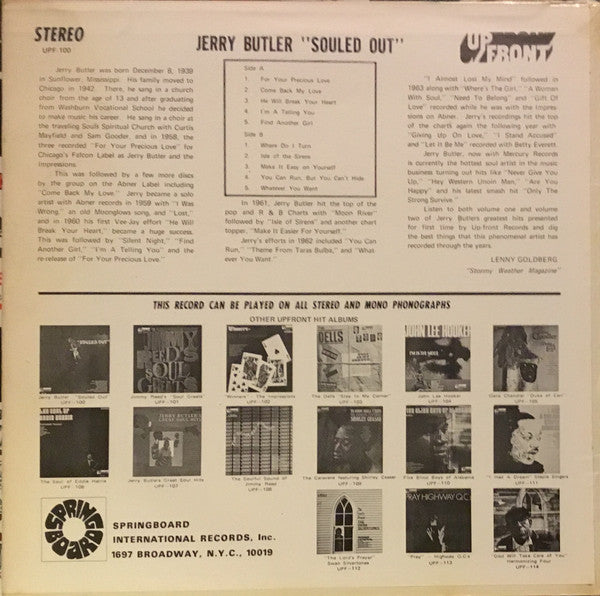 STEREO
UPF 100
JERRY BUTLER "SOULED OUT"
UP FRONT
Jerry Butler was born December 8, 1939
in Sunflower, Mississippi. His family moved to
Chicago in 1942. There, he sang in a church
choir from the age of 13 and after graduating
from Washburn Vocational School he decided
to make music his career. He sang in a choir at
the traveling Souls Spiritual Church with Curtis
Mayfield and Sam Gooder, and in 1958, the
three recorded "For Your Precious Love" for
Chicago's Falcon Label as Jerry Butler and the
Impressions.
This was followed by a few more discs
by the group on the Abner Label including
"Come Back My Love". Jerry became a solo
artist with Abner records in 1959 with "I Was
Wrong," an old Moonglows song, and "Lost,"
and in 1960 his first Vee-Jay effort "He Will
Break Your Heart," became a huge success.
This was followed by "Silent Night," "Find
Another Girl," "I'm A Telling You" and the
re-release of "For Your Precious Love."
Side A
1. For Your Precious Love
2. Come Back My Love
3. He Will Break Your Heart
4. I'm A Telling You
5. Find Another Girl
Side B
1. Where Do I Turn
2. Isle of the Sirens
3. Make It Easy on Yourself
4. You Can Run, But You Can't Hide
5. Whatever You Want
In 1961, Jerry Butler hit the top of the
pop and R & B Charts with "Moon River"
followed by "Isle of Sirens" and another chart
topper, "Make It Easier For Yourself."
Jerry's efforts in 1962 included "You Can
Run," "Theme From Taras Bulba," and "What
ever You Want."
"I Almost Lost My Mind" followed in
1963 along with "Where's The Girl," "A Woman
With Soul," "Need To Belong" and "Gift Of
Love" recorded while he was with the Impres-
sions on Abner. Jerry's recordings hit the top
of the charts again the following year with
"Giving Up On Love," "I Stand Accused"
and "Let It Be Me" recorded with Betty Everett.
Jerry Butler, now with Mercury Records
is currently the hottest soul artist in the music
business turning out hits like "Never Give You
Up," "Hey Western Union Man," "Are You
Happy" and his latest smash hit "Only The
Strong Survive."
Listen to both volume one and volume
two of Jerry Butlers greatest hits presented
for first time by Up-front Records and dig
the best things that this phenomenal artist has
recorded through the years.
LENNY GOLDBERG
"Stormy Weather Magazine"
THIS RECORD CAN BE PLAYED ON ALL STEREO AND MONO PHONOGRAPHS
OTHER UPFRONT HIT ALBUMS
"SOULED OUT"
JIMMY REED'S SOUL GREATS
Winners
THE DELLS
JOHN LEE HOOKER
Jerry Butler "Souled Out"
UPF-100
Jimmy Reed's "Soul Greats"
UPF-101
"Winners" - The Impressions
UPF-102
The Dells "Stay In My Corner"
John Lee Hooker
Gene Chandler "Duke of Earl"
UPF-105
The Soul of Eddie Harris
Jerry Butler's Great Soul Hits
UPF-107
The Soulful Sound of
Jimmy Reed
UPF-108
The Caravans featuring Shirley Caesar
UPF-109
Five Blind Boys of Alabama
UPF-110
"I Had A Dream" Staple Singers
UPF-111
SPRING BOARD
SPRINGBOARD
INTERNATIONAL RECORDS, Inc.
1697 BROADWAY, N.Y.C., 10019
"The Lord's Prayer"
Swan Silvertones
UPF-112
"Pray" - Highway Q.C.s
UPF-113
"God Will Take Care of You"
Harmonizing Four
UPF-114